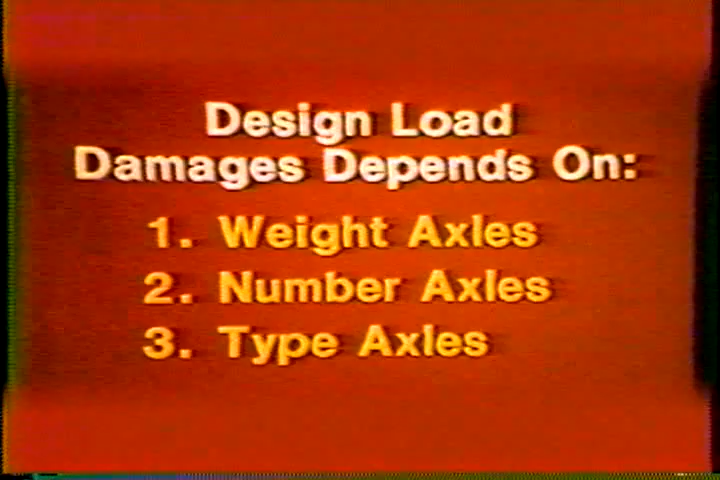 Design Load
Damages Depends On:
1. Weight Axles
2. Number Axles
3. Type Axles